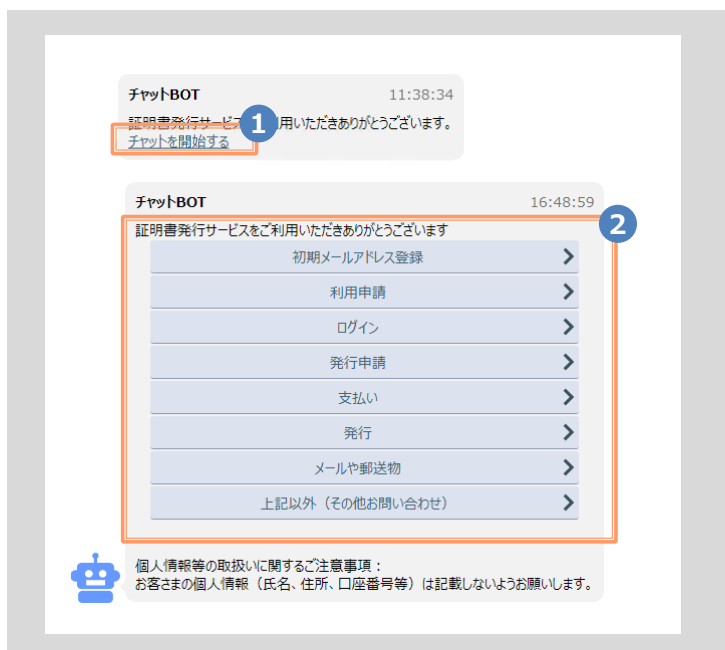 チャットBOT 11:38:34
証明書発行サービス 用いただきありがとうございます。
1
チャットを開始する
チャットBOT 16:48:59
2
証明書発行サービスをご利用いただきありがとうございます
初期メールアドレス登録
利用申請
ログイン
発行申請
支払い
発行
メールや郵送物
上記以外（その他お問い合わせ）
個人情報等の取扱いに関するご注意事項：
お客さまの個人情報（氏名、住所、口座番号等）は記載しないようお願いします。